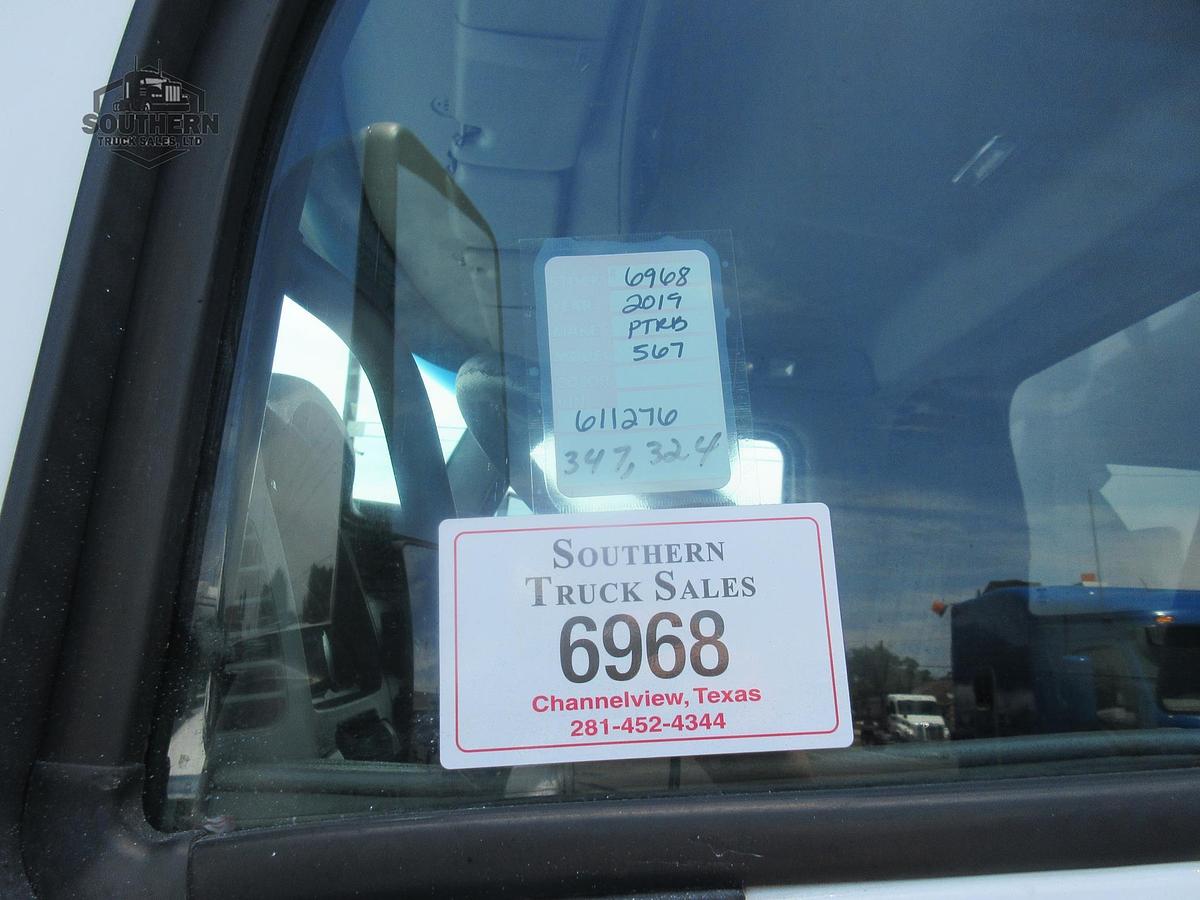 SOUTHERN
TRUCK SALES, LTD
6968
2019
PTRB
567
611276
347,324
SOUTHERN
TRUCK SALES
6968
Channelview, Texas
281-452-4344